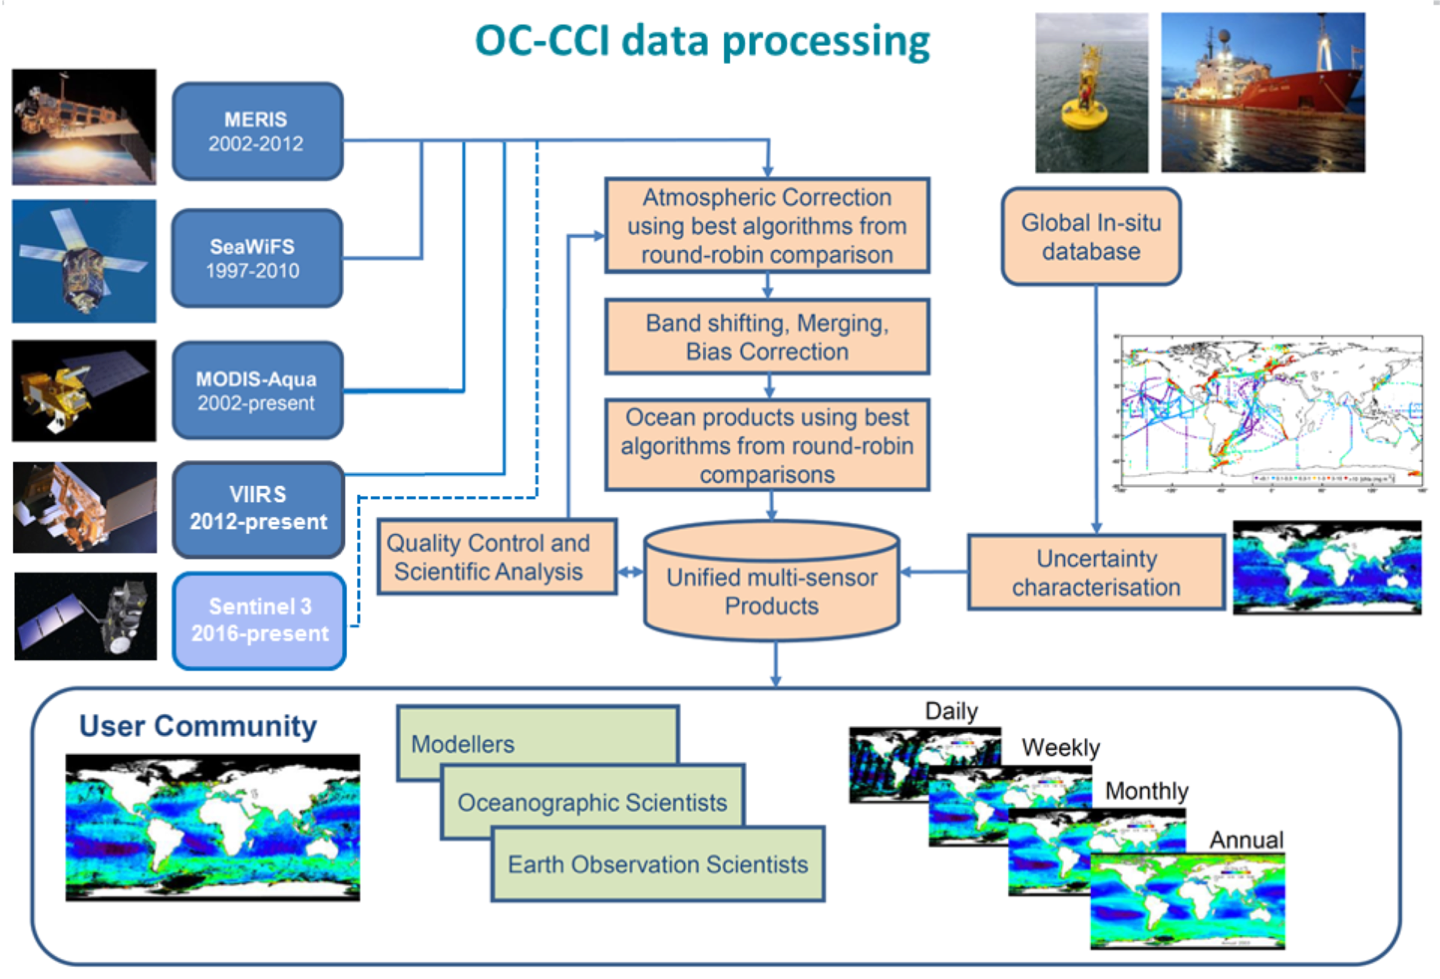 OC-CCI data processing
MERIS
2002-2012
SeaWiFS
1997-2010
MODIS-Aqua
2002-present
VIIRS
2012-present
Sentinel 3
2016-present
Atmospheric Correction
using best algorithms from
round-robin comparison
Band shifting, Merging,
Bias Correction
Ocean products using best
algorithms from round-robin
comparisons
Quality Control and
Scientific Analysis
Unified multi-sensor
Products
Global In-situ
database
Uncertainty
characterisation
User Community
Modellers
Oceanographic Scientists
Earth Observation Scientists
Daily
Weekly
Monthly
Annual